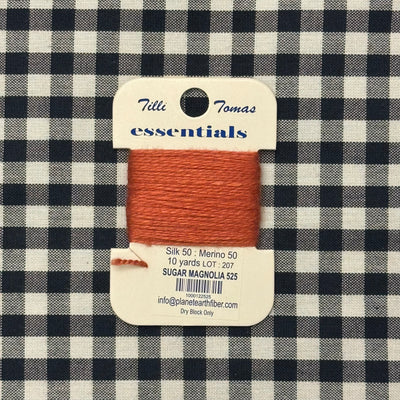 Tilli Tomas
essentials
Silk 50 : Merino 50
10 yards LOT : 207
SUGAR MAGNOLIA 525
1000122525
info@planetearthfiber.com
Dry Block Only